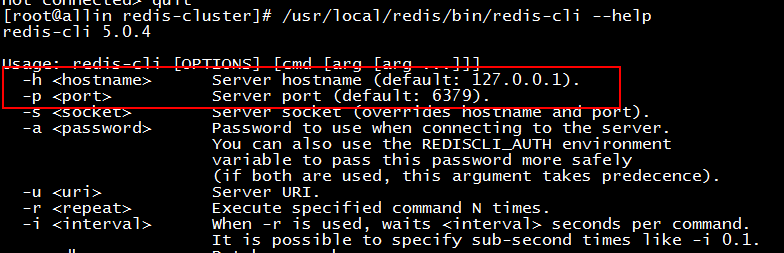 not connected> quit
[root@allin redis-cluster]# /usr/local/redis/bin/redis-cli --help
redis-cli 5.0.4
Usage: redis-cli [OPTIONS] [cmd [arg [arg ...]]]
-h <hostname> Server hostname (default: 127.0.0.1).
-p <port> Server port (default: 6379).
-s <socket> Server socket (overrides hostname and port).
-a <password> Password to use when connecting to the server.
You can also use the REDISCLI_AUTH environment
variable to pass this password more safely
(if both are used, this argument takes predecence).
-u <uri> Server URI.
-r <repeat> Execute specified command N times.
-i <interval> When -r is used, waits <interval> seconds per command.
It is possible to specify sub-second times like -i 0.1.